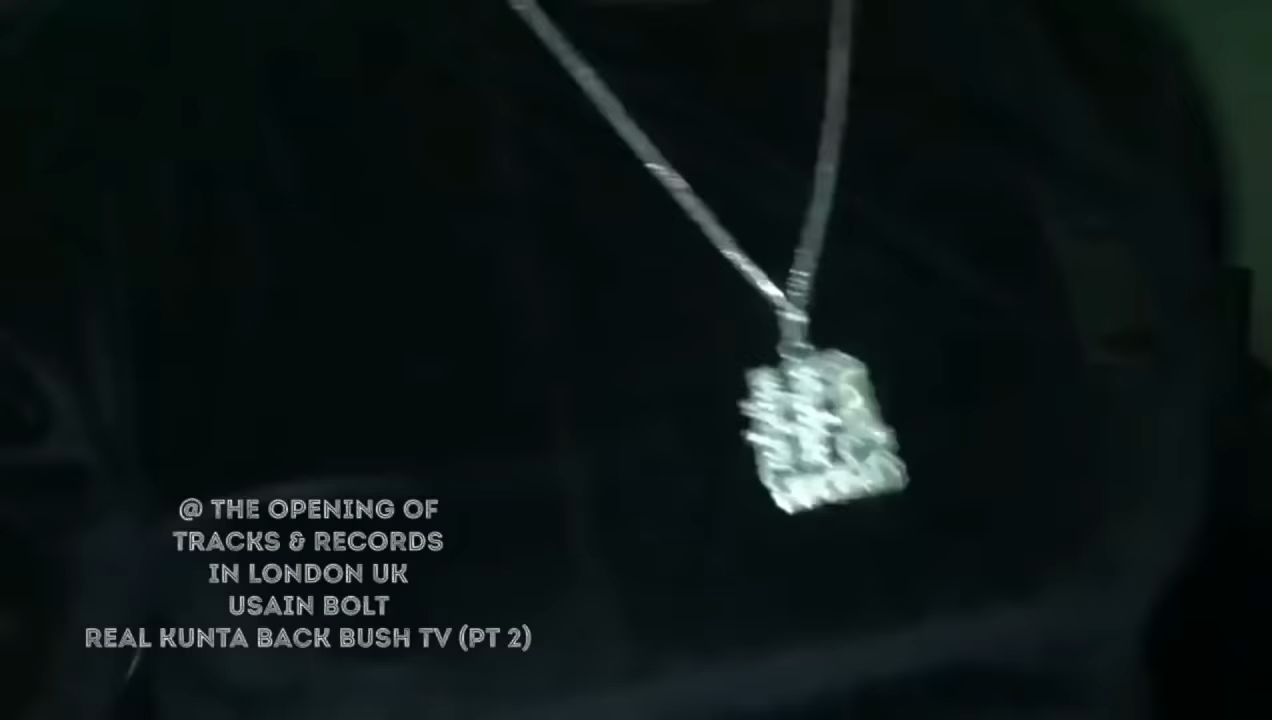 @ THE OPENING OF
TRACKS & RECORDS
IN LONDON UK
USAIN BOLT
REAL KUNTA BACK BUSH TV (PT 2)